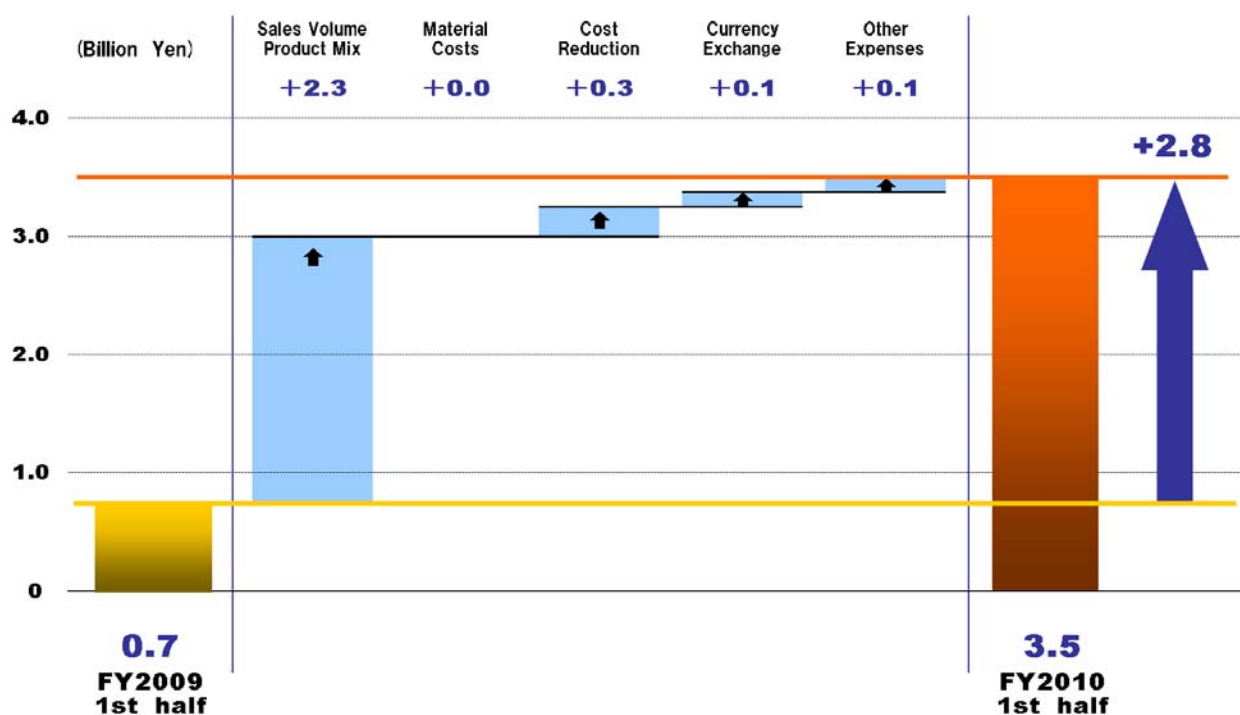 (Billion Yen)
Sales Volume
Product Mix
+2.3
Material
Costs
+0.0
Cost
Reduction
+0.3
Currency
Exchange
+0.1
Other
Expenses
+0.1
4.0
+2.8
3.0
2.0
1.0
0
0.7
FY2009
1st half
3.5
FY2010
1st half